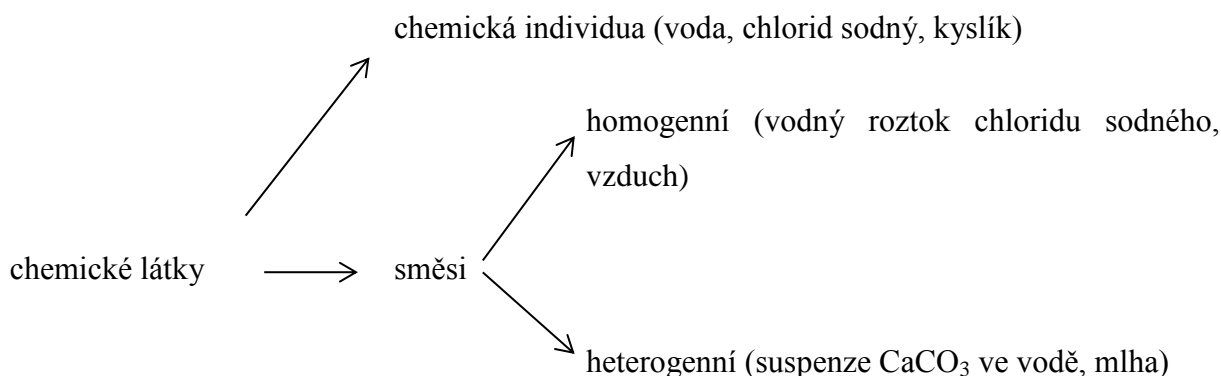 chemická individua (voda, chlorid sodný, kyslík)
homogenní (vodný roztok chloridu sodného,
vzduch)
chemické látky
směsi
heterogenní (suspenze CaCO₃ ve vodě, mlha)